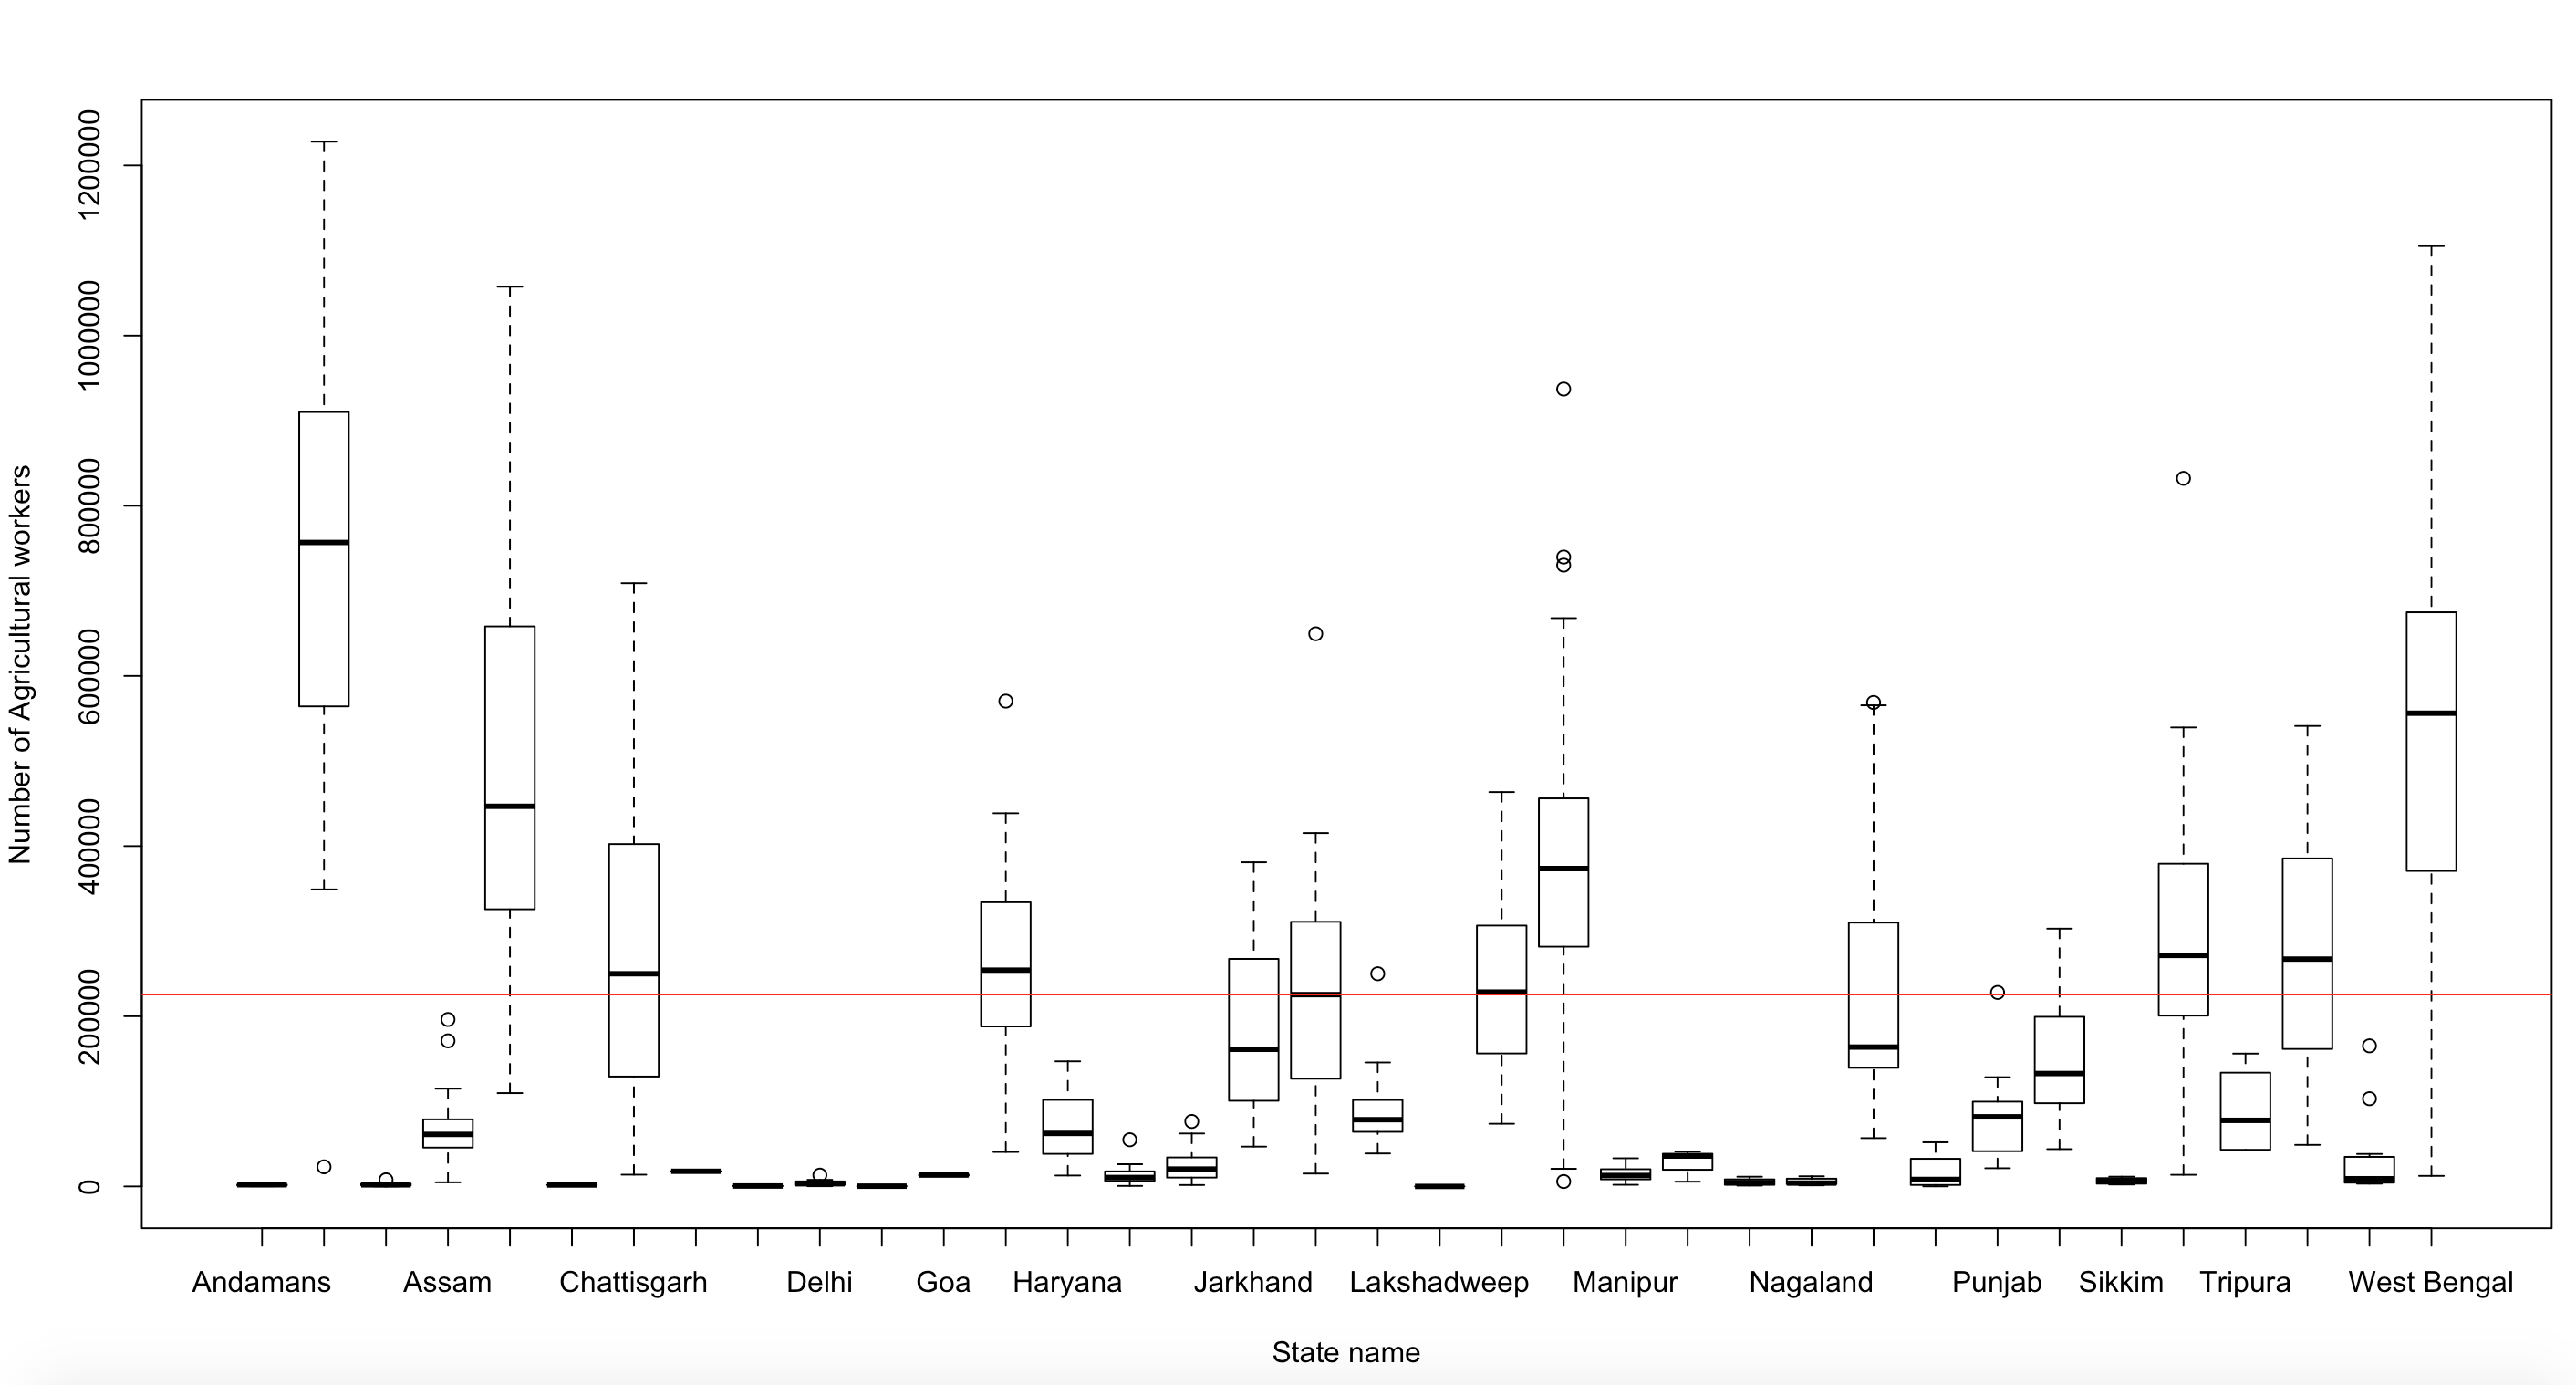 1200000
1000000
800000
600000
400000
200000
0
Number of Agricultural workers
Andamans Assam Chattisgarh Delhi Goa Haryana Jarkhand Lakshadweep Manipur Nagaland Punjab Sikkim Tripura West Bengal
State name